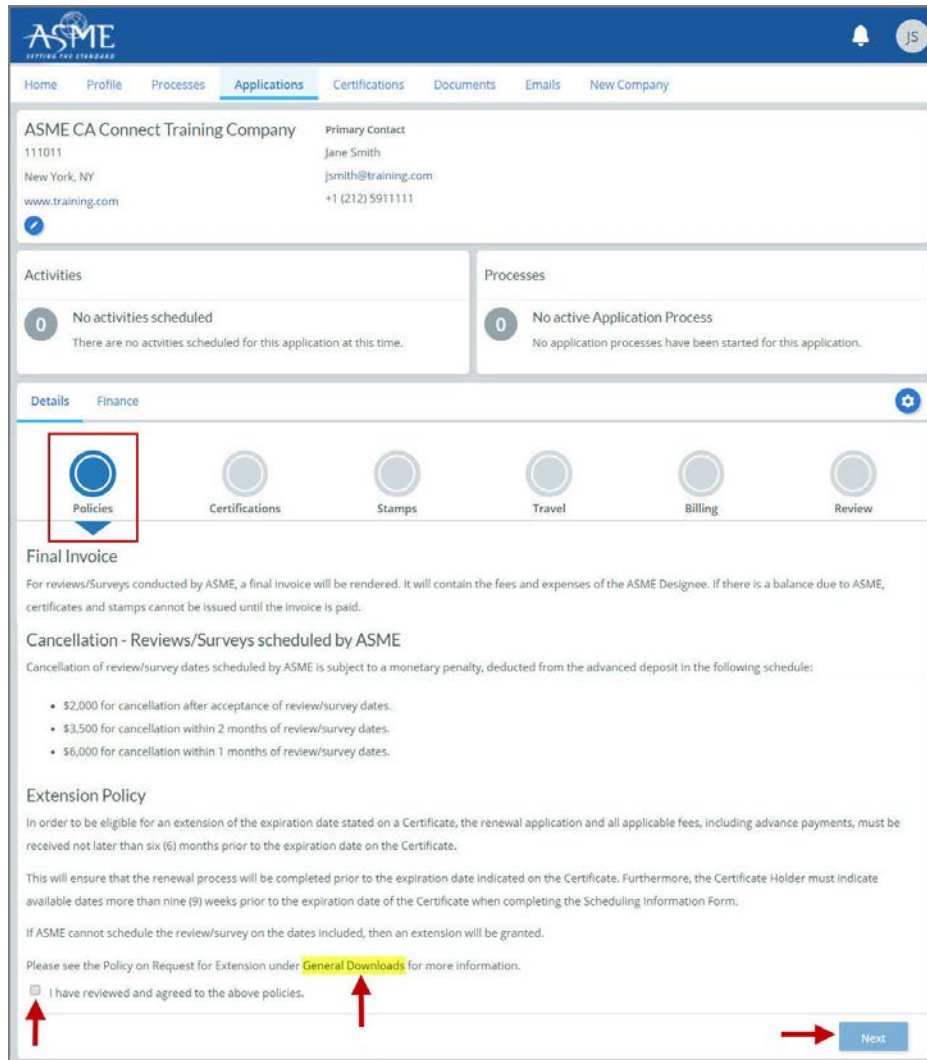 ASME
SETTING THE STANDARD
JS
Home Profile Processes Applications Certifications Documents Emails New Company
ASME CA Connect Training Company
111011
New York, NY
www.training.com
Primary Contact
Jane Smith
jsmith@training.com
+1 (212) 5911111
Activities
0
No activities scheduled
There are no actvities scheduled for this application at this time.
Processes
0
No active Application Process
No application processes have been started for this application.
Details Finance
Policies Certifications Stamps Travel Billing Review
Final Invoice
For reviews/Surveys conducted by ASME, a final invoice will be rendered. It will contain the fees and expenses of the ASME Designee. If there is a balance due to ASME,
certificates and stamps cannot be issued until the invoice is paid.
Cancellation - Reviews/Surveys scheduled by ASME
Cancellation of review/survey dates scheduled by ASME is subject to a monetary penalty, deducted from the advanced deposit in the following schedule:
• $2,000 for cancellation after acceptance of review/survey dates.
• $3,500 for cancellation within 2 months of review/survey dates.
• $6,000 for cancellation within 1 months of review/survey dates.
Extension Policy
In order to be eligible for an extension of the expiration date stated on a Certificate, the renewal application and all applicable fees, including advance payments, must be
received not later than six (6) months prior to the expiration date on the Certificate.
This will ensure that the renewal process will be completed prior to the expiration date indicated on the Certificate. Furthermore, the Certificate Holder must indicate
available dates more than nine (9) weeks prior to the expiration date of the Certificate when completing the Scheduling Information Form.
If ASME cannot schedule the review/survey on the dates included, then an extension will be granted.
Please see the Policy on Request for Extension under General Downloads for more information.
I have reviewed and agreed to the above policies.
Next